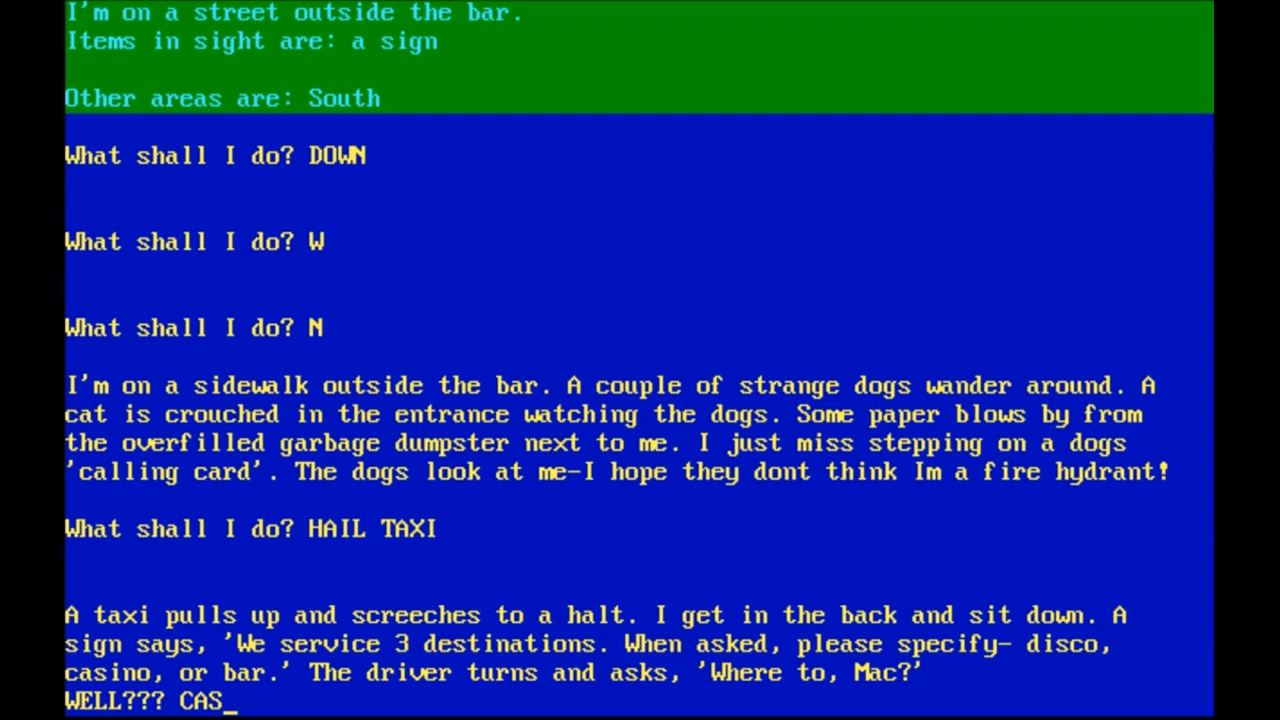 I'm on a street outside the bar.
Items in sight are: a sign
Other areas are: South
What shall I do? DOWN
What shall I do? W
What shall I do? N
I'm on a sidewalk outside the bar. A couple of strange dogs wander around. A
cat is crouched in the entrance watching the dogs. Some paper blows by from
the overfilled garbage dumpster next to me. I just miss stepping on a dogs
'calling card'. The dogs look at me-I hope they dont think Im a fire hydrant!
What shall I do? HAIL TAXI
A taxi pulls up and screeches to a halt. I get in the back and sit down. A
sign says, 'We service 3 destinations. When asked, please specify- disco,
casino, or bar.' The driver turns and asks, 'Where to, Mac?'
WELL??? CAS_